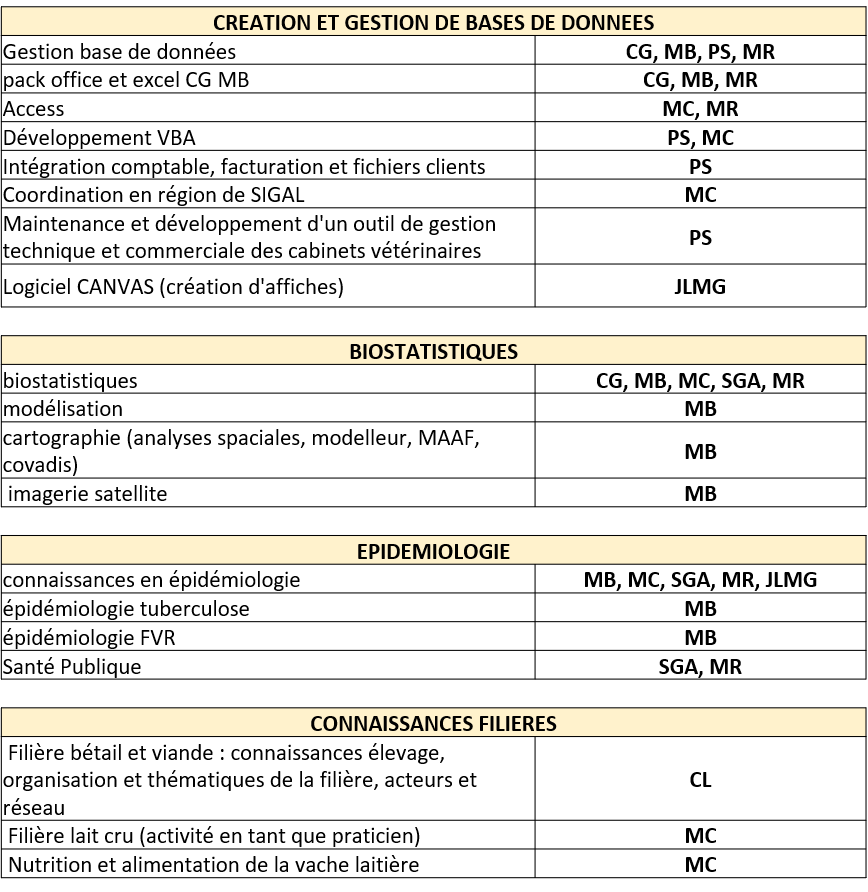 CREATION ET GESTION DE BASES DE DONNEES
Gestion base de données CG, MB, PS, MR
pack office et excel CG MB CG, MB, MR
Access MC, MR
Développement VBA PS, MC
Intégration comptable, facturation et fichiers clients PS
Coordination en région de SIGAL MC
Maintenance et développement d'un outil de gestion
technique et commerciale des cabinets vétérinaires PS
Logiciel CANVAS (création d'affiches) JLMG
BIOSTATISTIQUES
biostatistiques CG, MB, MC, SGA, MR
modélisation MB
cartographie (analyses spaciales, modelleur, MAAF,
covadis) MB
imagerie satellite MB
EPIDEMIOLOGIE
connaissances en épidémiologie MB, MC, SGA, MR, JLMG
épidémiologie tuberculose MB
épidémiologie FVR MB
Santé Publique SGA, MR
CONNAISSANCES FILIERES
Filière bétail et viande : connaissances élevage,
organisation et thématiques de la filière, acteurs et
réseau CL
Filière lait cru (activité en tant que praticien) MC
Nutrition et alimentation de la vache laitière MC